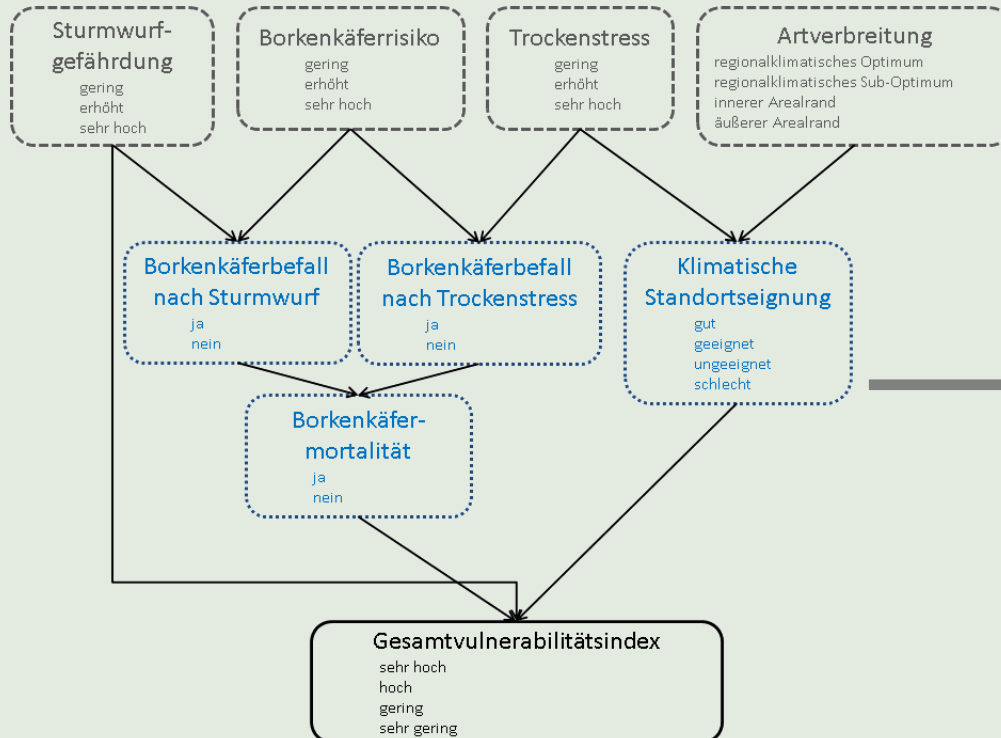 Sturmwurf-
gefährdung
gering
erhöht
sehr hoch
Borkenkäferrisiko
gering
erhöht
sehr hoch
Trockenstress
gering
erhöht
sehr hoch
Artverbreitung
regionalklimatisches Optimum
regionalklimatisches Sub-Optimum
innerer Arealrand
äußerer Arealrand
Borkenkäferbefall
nach Sturmwurf
ja
nein
Borkenkäferbefall
nach Trockenstress
ja
nein
Klimatische
Standortseignung
gut
geeignet
ungeeignet
schlecht
Borkenkäfer-
mortalität
ja
nein
Gesamtvulnerabilitätsindex
sehr hoch
hoch
gering
sehr gering